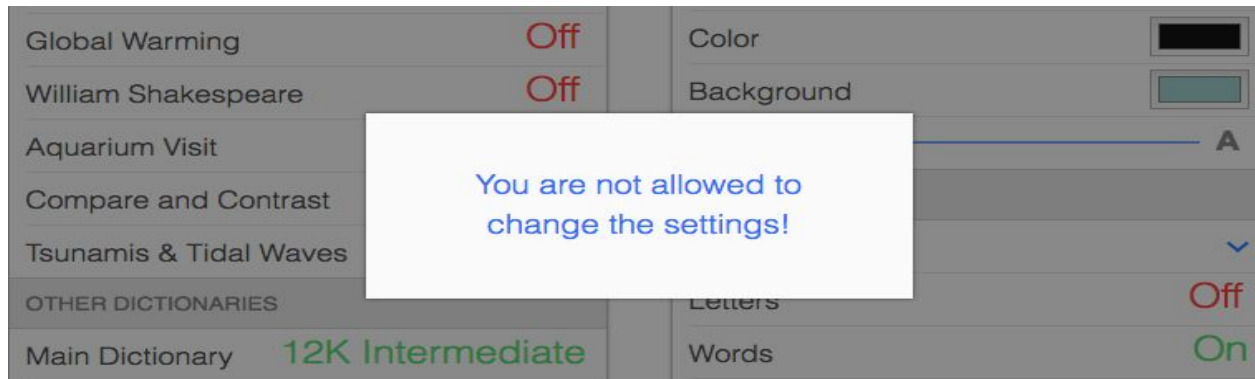 Global Warming Off
William Shakespeare Off
Aquarium Visit
Compare and Contrast
Tsunamis & Tidal Waves
OTHER DICTIONARIES
Main Dictionary 12K Intermediate
Color
Background
A
Letters Off
Words On
You are not allowed to
change the settings!